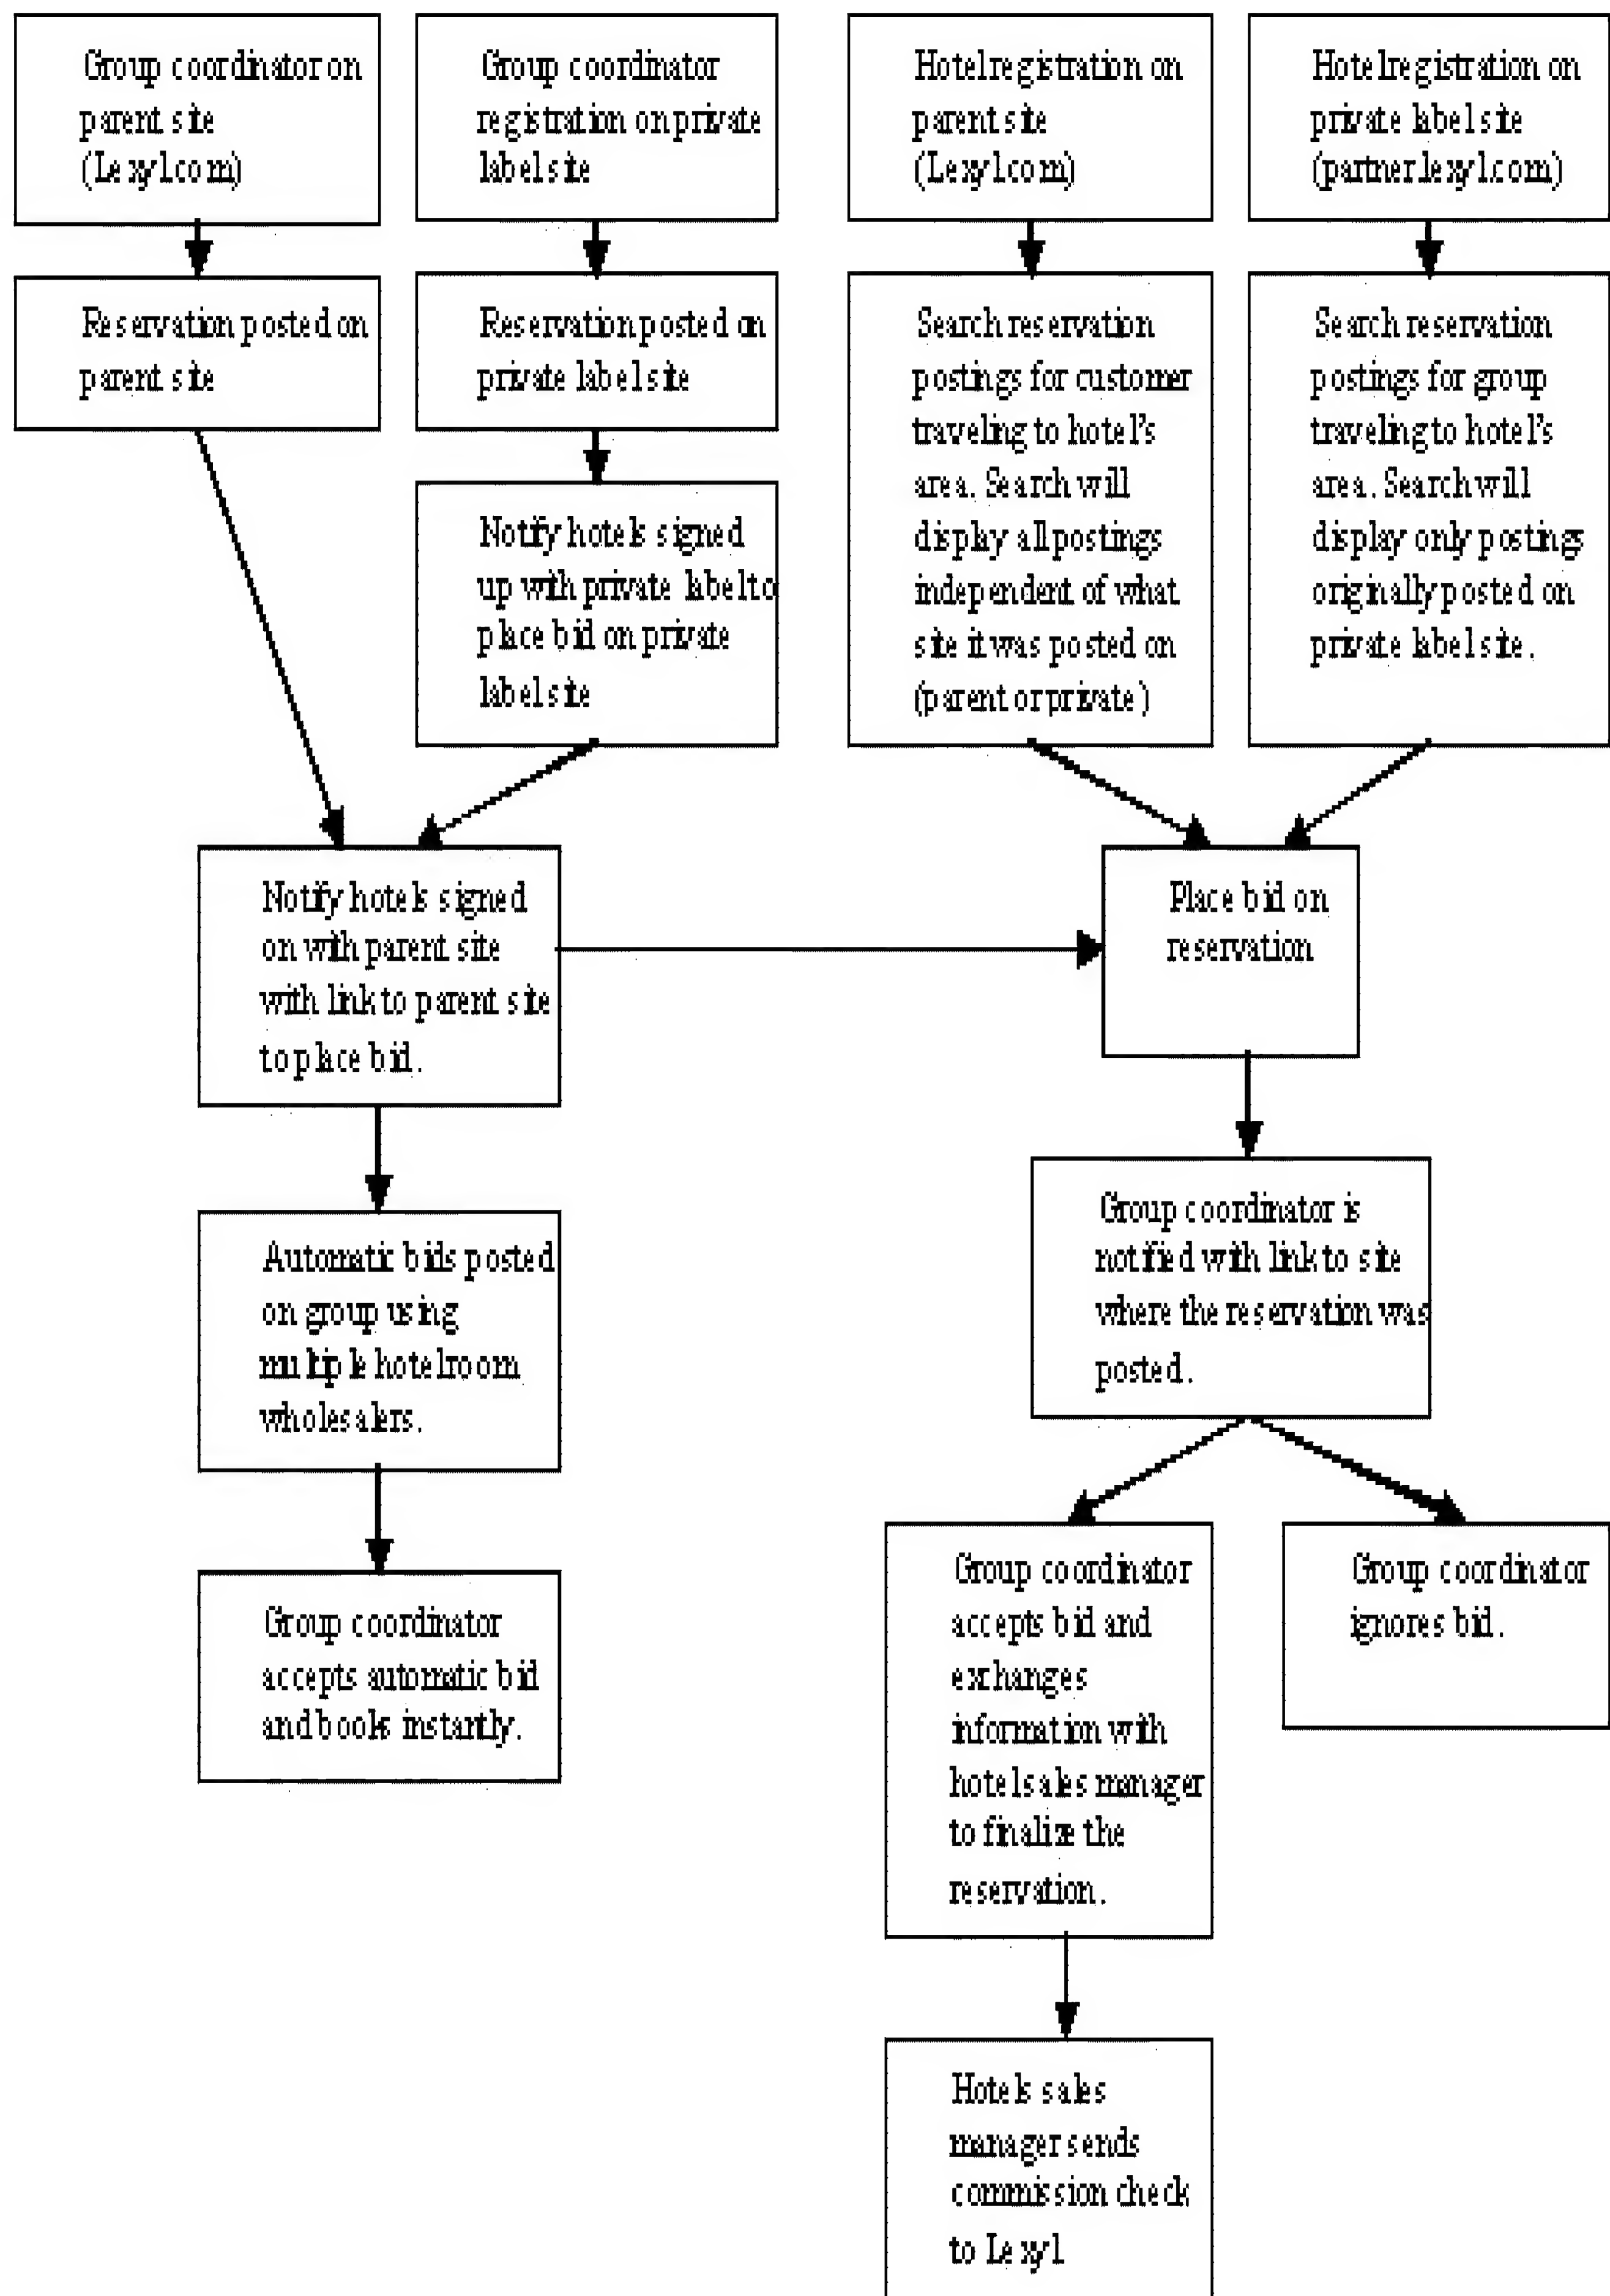 Group coordinator on
parent site
(Lexyl.com)
Group coordinator
registration on private
label site
Hotel registration on
parent site
(Lexyl.com)
Hotel registration on
private label site
(partner.lexyl.com)
Reservation posted on
parent site
Reservation posted on
private label site
Search reservation
postings for customer
traveling to hotel's
area. Search will
display all postings
independent of what
site it was posted on
(parent or private)
Search reservation
postings for group
traveling to hotel's
area. Search will
display only postings
originally posted on
private label site.
Notify hotels signed
up with private label to
place bid on private
label site
Notify hotels signed
on with parent site
with link to parent site
to place bid.
Place bid on
reservation
Automatic bids posted
on group using
multiple hotel room
wholesalers.
Group coordinator is
notified with link to site
where the reservation was
posted.
Group coordinator
accepts automatic bid
and books instantly.
Group coordinator
accepts bid and
exchanges
information with
hotel sales manager
to finalize the
reservation.
Group coordinator
ignores bid.
Hotels sales
manager sends
commission check
to Lexyl